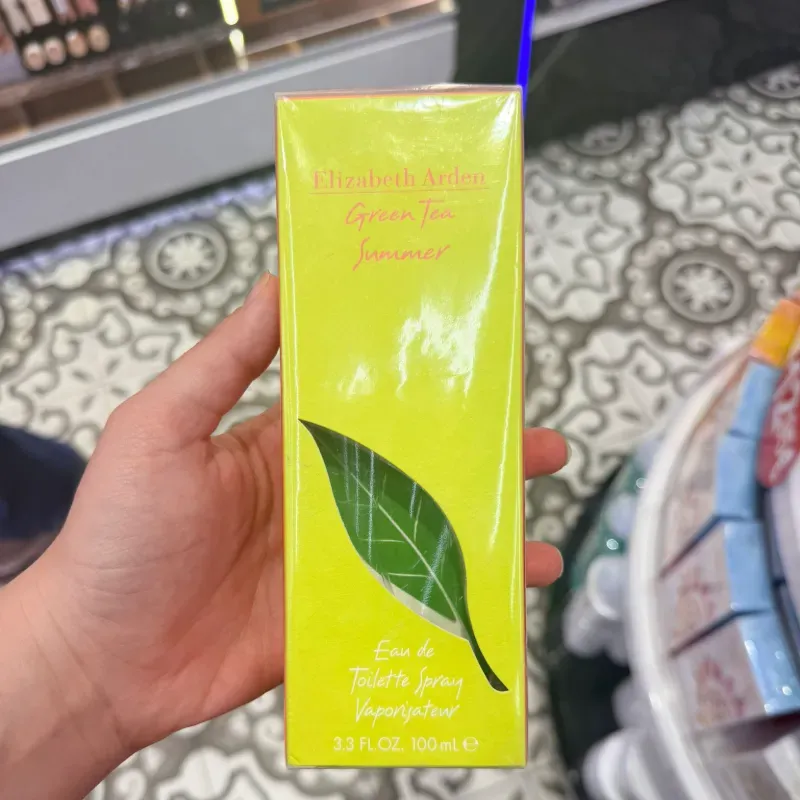 Elizabeth Arden
Green Tea
Summer
Eau de
Toilette Spray
Vaporisateur
3.3 FL.OZ. 100 mL ℮